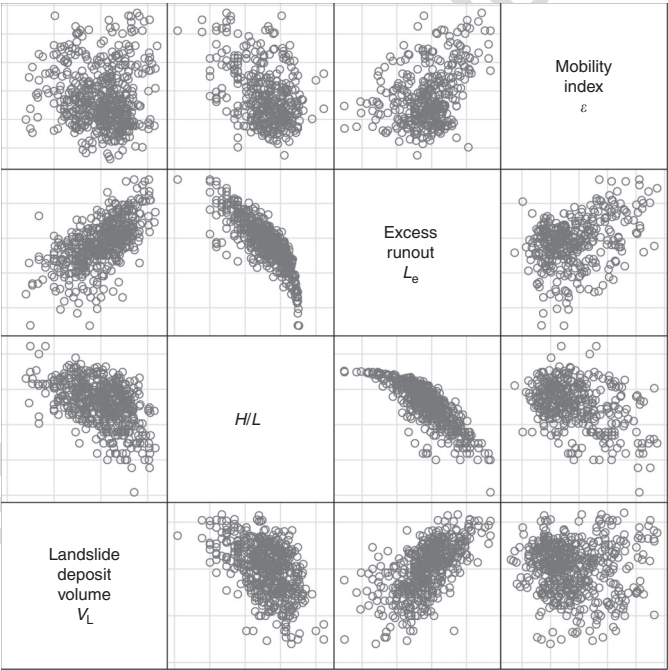 Mobility
index
ε
Excess
runout
Le
H/L
Landslide
deposit
volume
VL